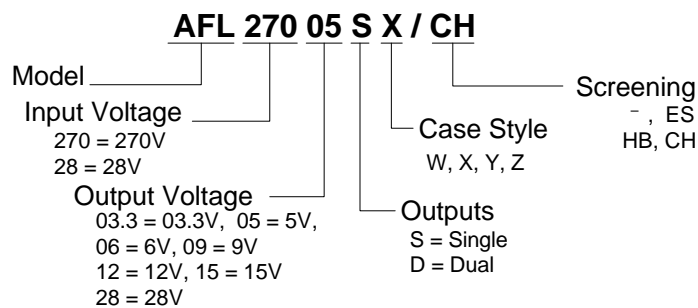 AFL 270 05 S X / CH
Model
Input Voltage
270 = 270V
28 = 28V
Output Voltage
03.3 = 03.3V, 05 = 5V,
06 = 6V, 09 = 9V
12 = 12V, 15 = 15V
28 = 28V
Outputs
S = Single
D = Dual
Case Style
W, X, Y, Z
Screening
– , ES
HB, CH